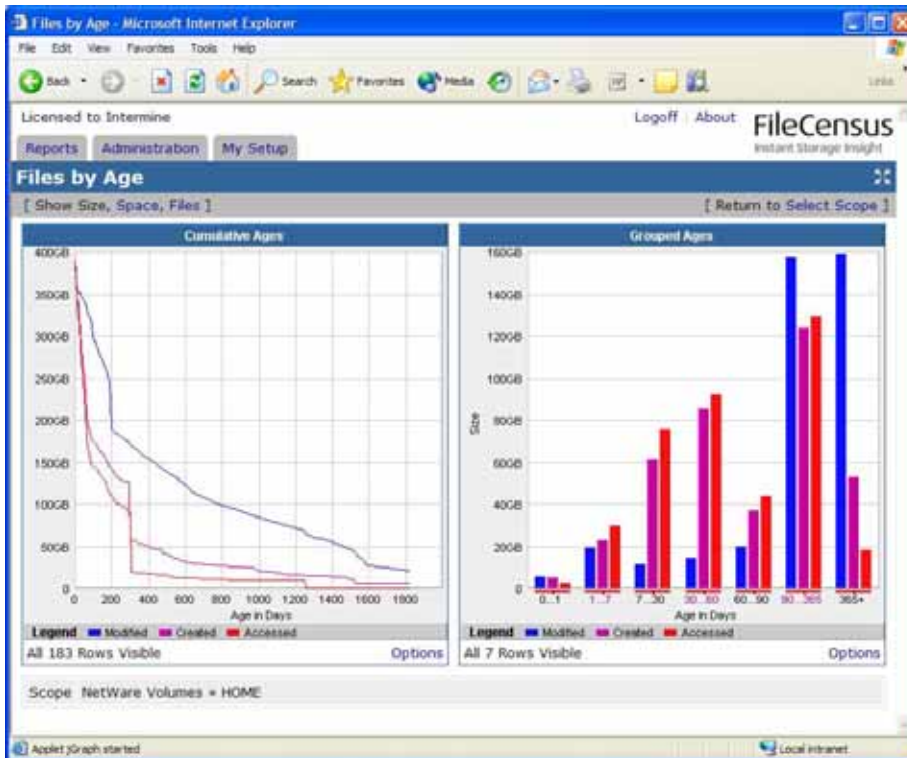 Files by Age - Microsoft Internet Explorer
File Edit View Favorites Tools Help
Back Search Favorites Media Links
Licensed to Intermine
Logoff About
FileCensus
Instant Storage Insight
Reports Administration My Setup
Files by Age
[ Show Size, Space, Files ]
[ Return to Select Scope ]
Cumulative Ages
400GB
350GB
300GB
250GB
200GB
150GB
100GB
50GB
0
0 200 400 600 800 1000 1200 1400 1600 1800
Age in Days
Legend Modified Created Accessed
All 183 Rows Visible
Options
Grouped Ages
160GB
140GB
120GB
100GB
80GB
60GB
40GB
20GB
0
Size
0..1 1..7 7..30 30..60 60..90 90..365 365+
Age in Days
Legend Modified Created Accessed
All 7 Rows Visible
Options
Scope NetWare Volumes » HOME
Applet jGraph started
Local intranet